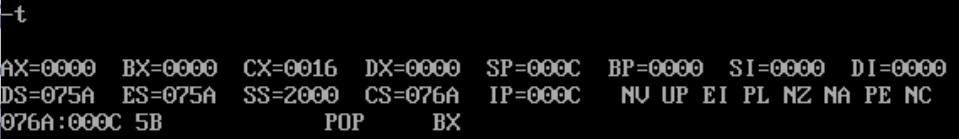 -t
AX=0000 BX=0000 CX=0016 DX=0000 SP=000C BP=0000 SI=0000 DI=0000
DS=075A ES=075A SS=2000 CS=076A IP=000C NV UP EI PL NZ NA PE NC
076A:000C 5B POP BX